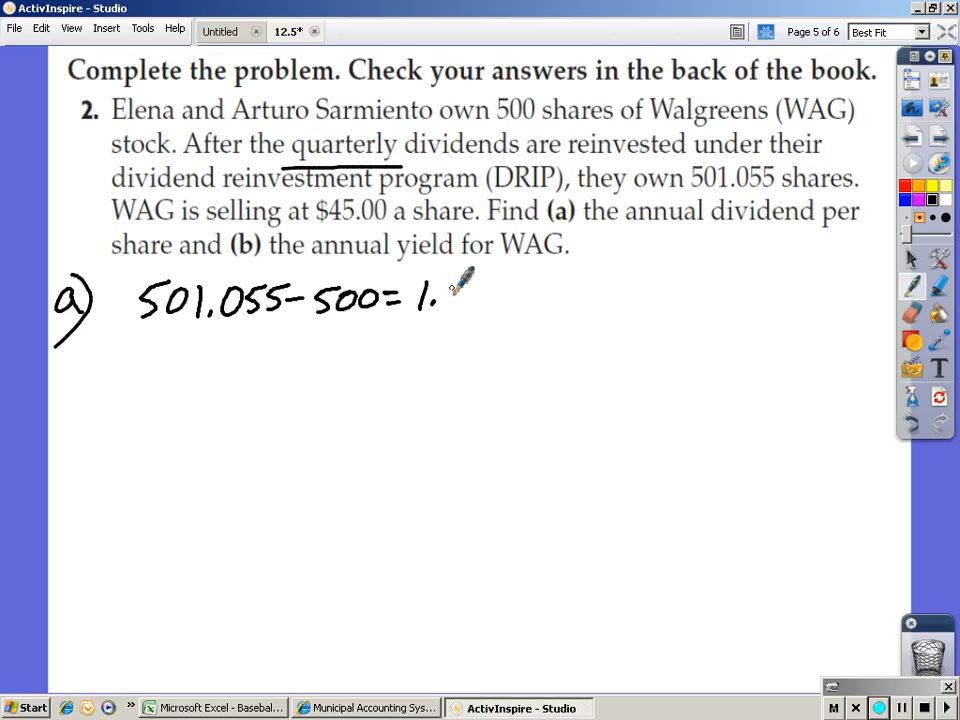 ActivInspire - Studio
File Edit View Insert Tools Help
Untitled
12.5*
Page 5 of 6
Best Fit
Complete the problem. Check your answers in the back of the book.
2. Elena and Arturo Sarmiento own 500 shares of Walgreens (WAG)
stock. After the quarterly dividends are reinvested under their
dividend reinvestment program (DRIP), they own 501.055 shares.
WAG is selling at $45.00 a share. Find (a) the annual dividend per
share and (b) the annual yield for WAG.
a) 501.055-500= 1.
T
Start
Microsoft Excel - Basebal...
Municipal Accounting Sys...
ActivInspire - Studio
M